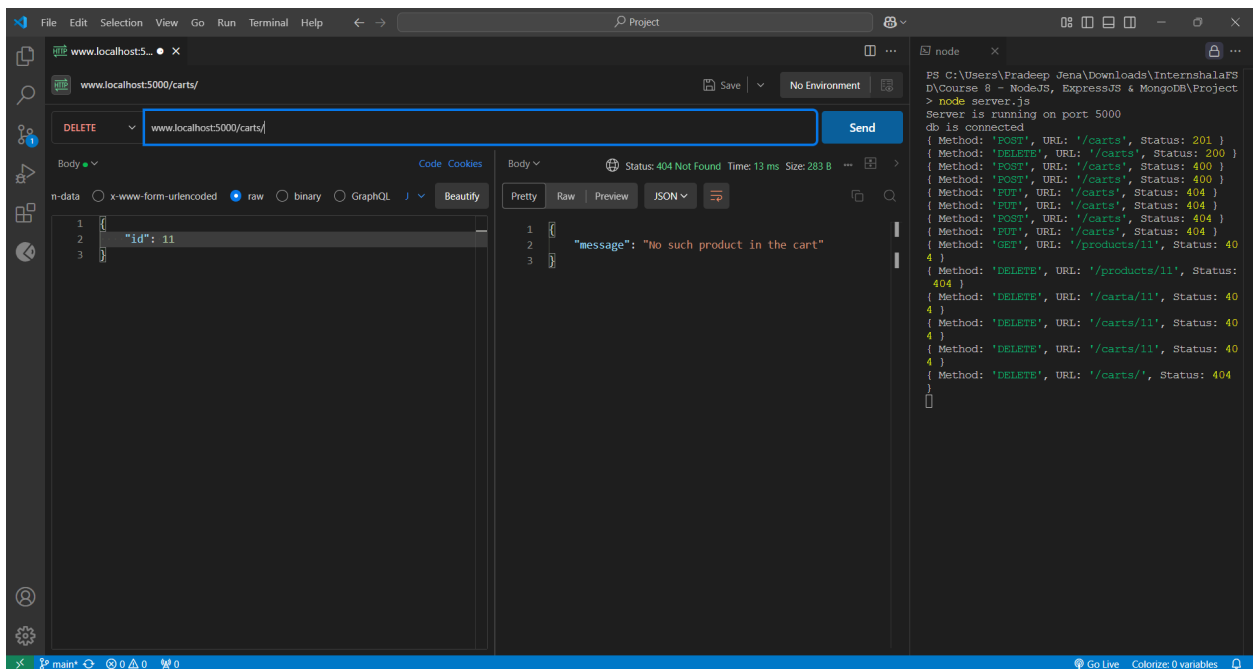 File Edit Selection View Go Run Terminal Help ← → Project
www.localhost:5... ● ×
node ×
HTTP www.localhost:5000/carts/ Save No Environment
DELETE www.localhost:5000/carts/ Send
Body Code Cookies
n-data x-www-form-urlencoded raw binary GraphQL J Beautify
1 {
2 "id": 11
3 }
Body Status: 404 Not Found Time: 13 ms Size: 283 B
Pretty Raw Preview JSON
1 {
2 "message": "No such product in the cart"
3 }
PS C:\Users\Pradeep Jena\Downloads\InternshalaFS
D\Course 8 - NodeJS, ExpressJS & MongoDB\Project
> node server.js
Server is running on port 5000
db is connected
{ Method: 'POST', URL: '/carts', Status: 201 }
{ Method: 'DELETE', URL: '/carts', Status: 200 }
{ Method: 'POST', URL: '/carts', Status: 400 }
{ Method: 'POST', URL: '/carts', Status: 400 }
{ Method: 'PUT', URL: '/carts', Status: 404 }
{ Method: 'PUT', URL: '/carts', Status: 404 }
{ Method: 'POST', URL: '/carts', Status: 404 }
{ Method: 'PUT', URL: '/carts', Status: 404 }
{ Method: 'GET', URL: '/products/11', Status: 40
4 }
{ Method: 'DELETE', URL: '/products/11', Status:
404 }
{ Method: 'DELETE', URL: '/carta/11', Status: 40
4 }
{ Method: 'DELETE', URL: '/carts/11', Status: 40
4 }
{ Method: 'DELETE', URL: '/carts/11', Status: 40
4 }
{ Method: 'DELETE', URL: '/carts/', Status: 404
}
1
main* 0 0 0 Go Live Colorize: 0 variables